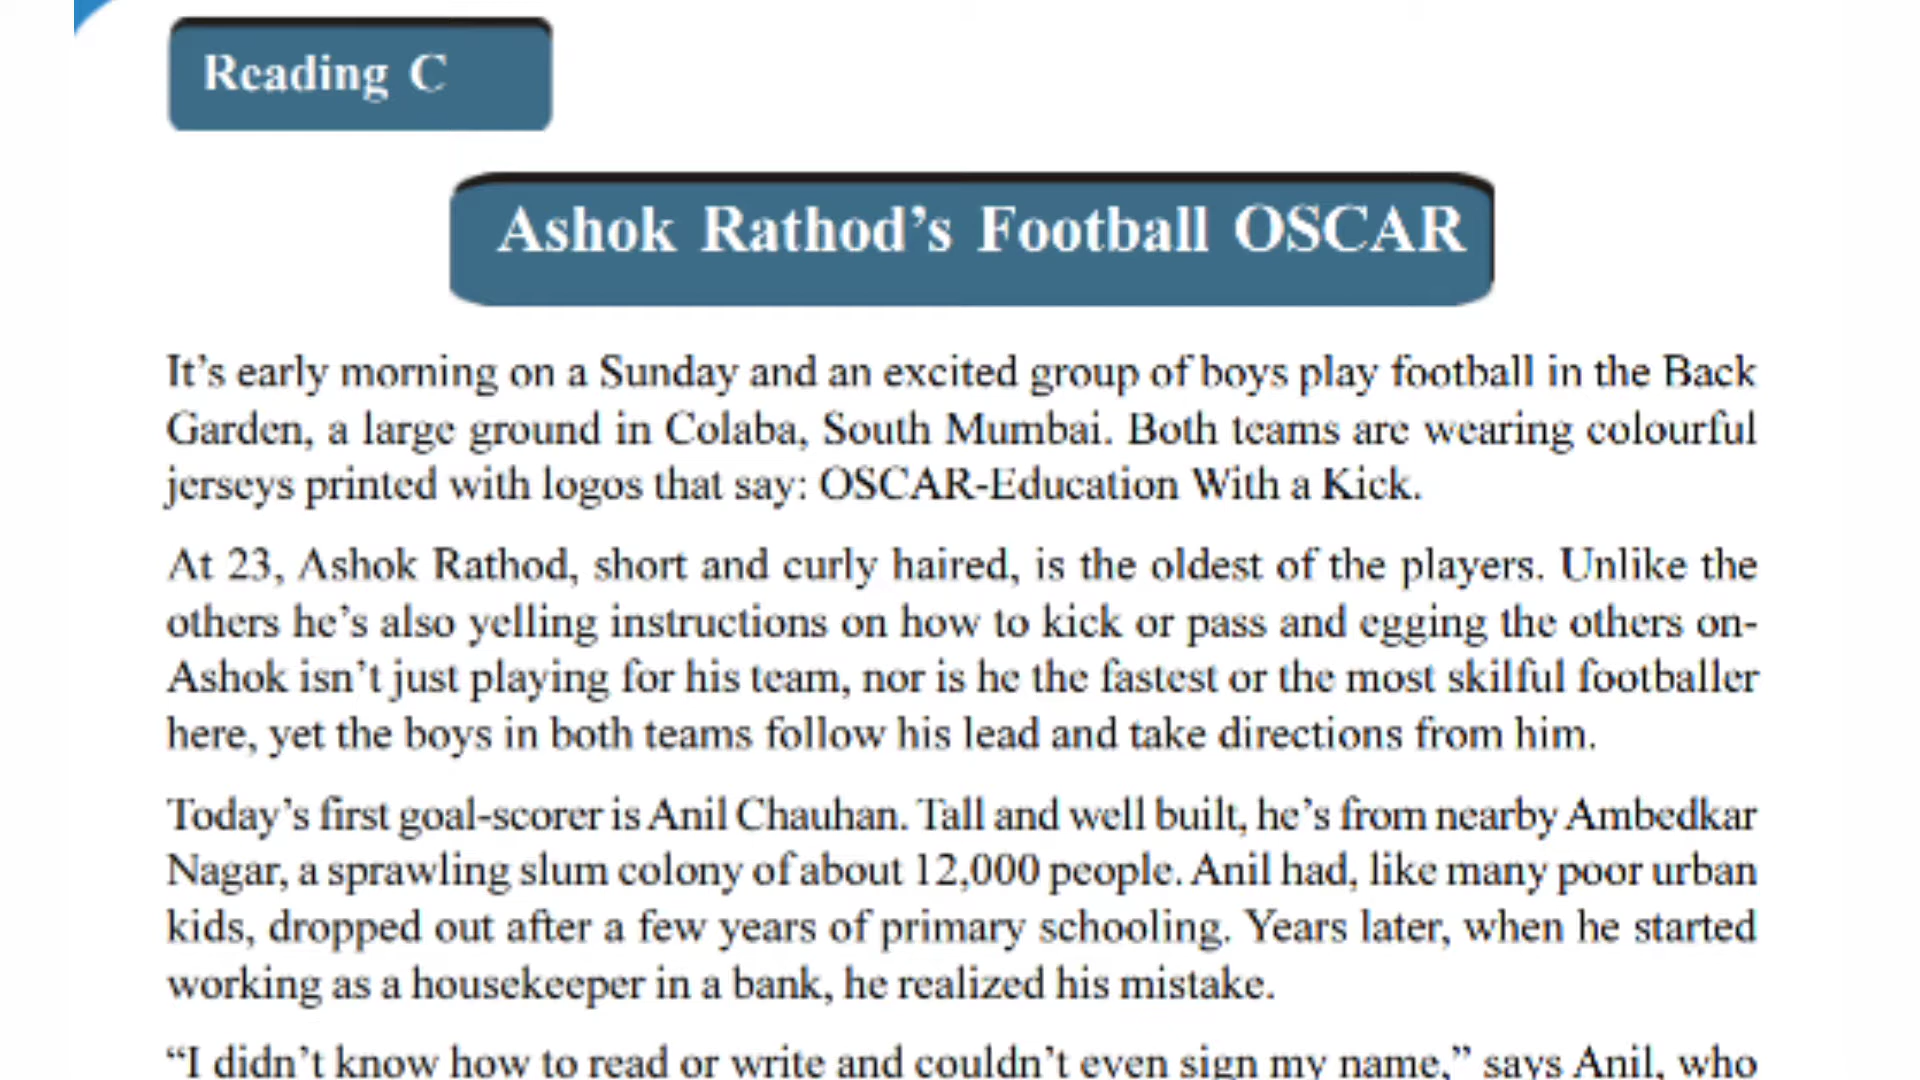 Reading C
Ashok Rathod’s Football OSCAR
It’s early morning on a Sunday and an excited group of boys play football in the Back
Garden, a large ground in Colaba, South Mumbai. Both teams are wearing colourful
jerseys printed with logos that say: OSCAR-Education With a Kick.
At 23, Ashok Rathod, short and curly haired, is the oldest of the players. Unlike the
others he’s also yelling instructions on how to kick or pass and egging the others on-
Ashok isn’t just playing for his team, nor is he the fastest or the most skilful footballer
here, yet the boys in both teams follow his lead and take directions from him.
Today’s first goal-scorer is Anil Chauhan. Tall and well built, he’s from nearby Ambedkar
Nagar, a sprawling slum colony of about 12,000 people. Anil had, like many poor urban
kids, dropped out after a few years of primary schooling. Years later, when he started
working as a housekeeper in a bank, he realized his mistake.
“I didn’t know how to read or write and couldn’t even sign my name,” says Anil, who